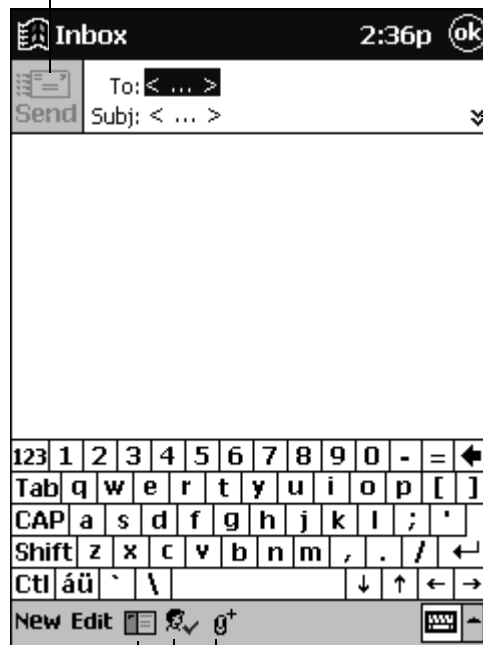 Inbox 2:36p ok
To: < ... >
Send Subj: < ... >
123 1 2 3 4 5 6 7 8 9 0 - =
Tab q w e r t y u i o p [ ]
CAP a s d f g h j k l ; '
Shift z x c v b n m , . /
Ctl áü ` \ ↓ ↑ ← →
New Edit